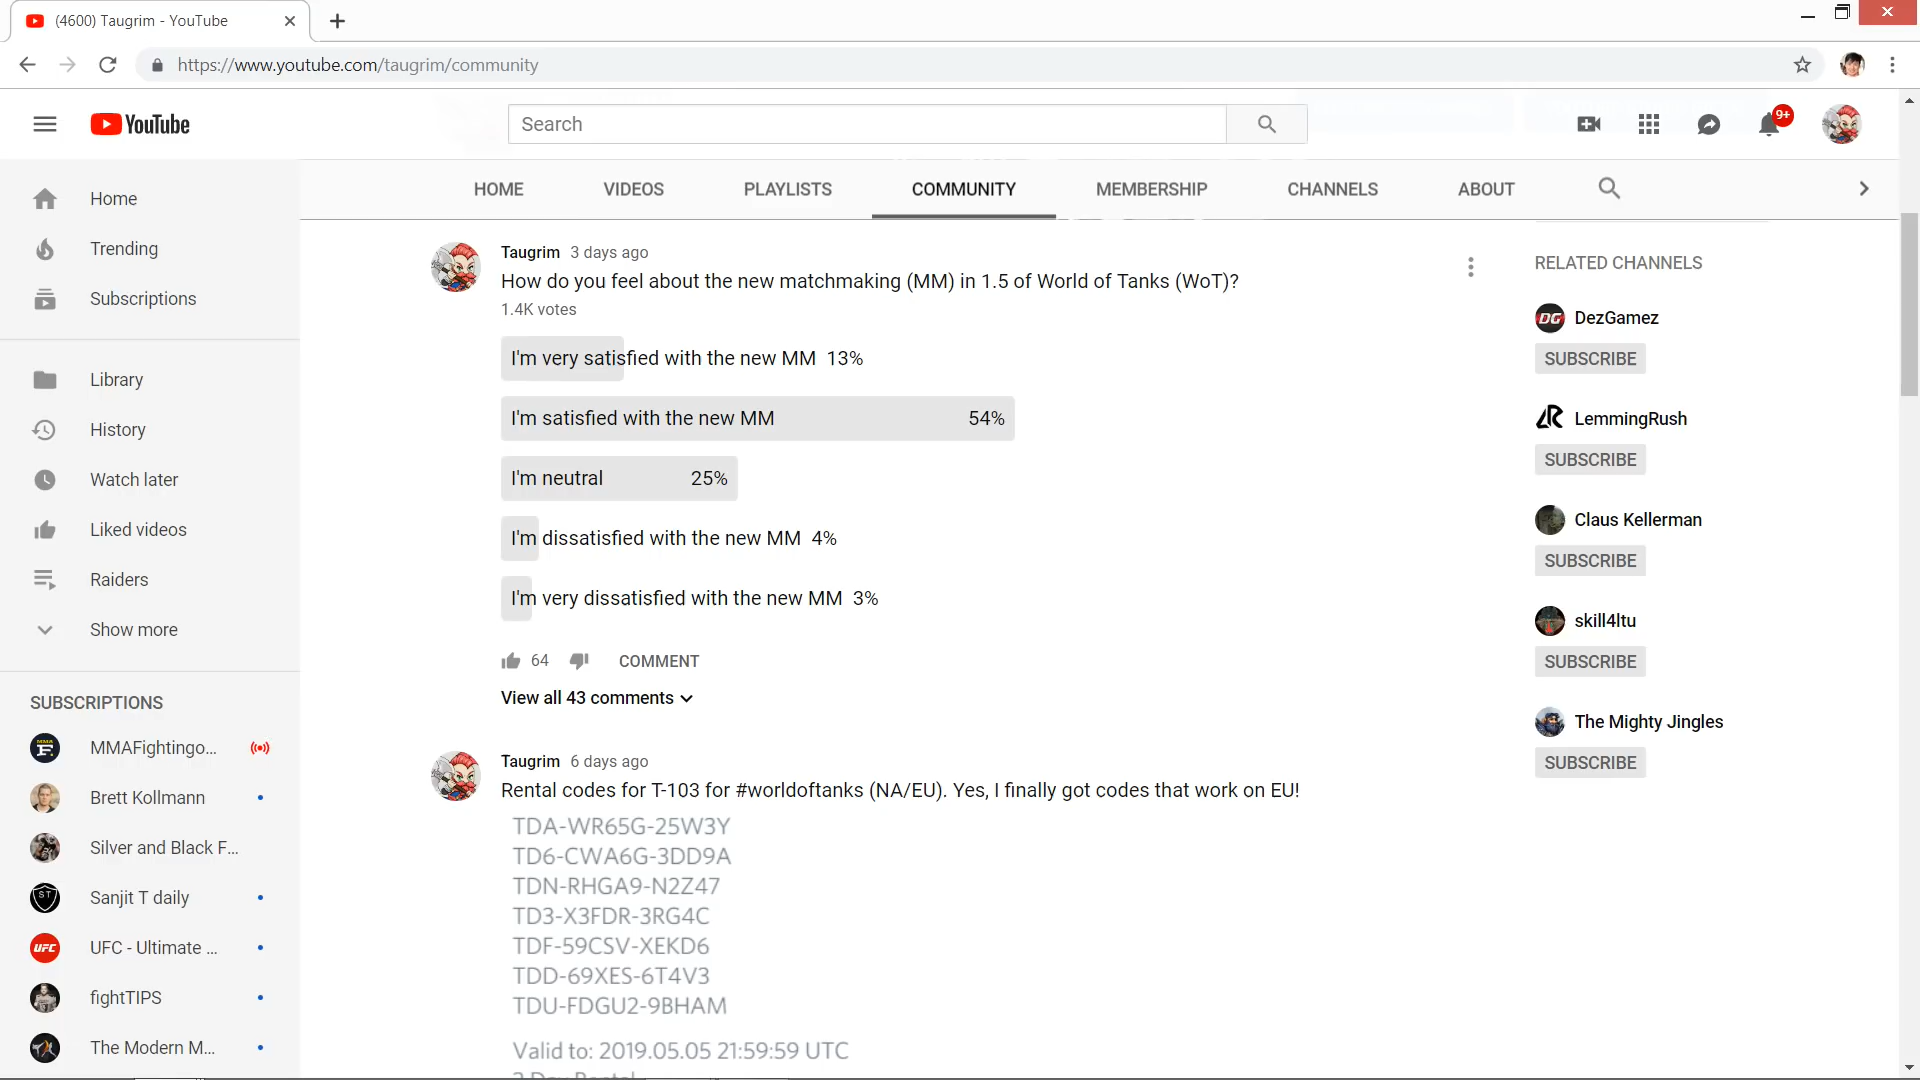 (4600) Taugrim - YouTube
https://www.youtube.com/taugrim/community
YouTube
Search
9+
Home
Trending
Subscriptions
Library
History
Watch later
Liked videos
Raiders
Show more
SUBSCRIPTIONS
MMAFightingo...
Brett Kollmann
Silver and Black F...
Sanjit T daily
UFC - Ultimate ...
fightTIPS
The Modern M...
HOME VIDEOS PLAYLISTS COMMUNITY MEMBERSHIP CHANNELS ABOUT
Taugrim 3 days ago
How do you feel about the new matchmaking (MM) in 1.5 of World of Tanks (WoT)?
1.4K votes
I'm very satisfied with the new MM 13%
I'm satisfied with the new MM 54%
I'm neutral 25%
I'm dissatisfied with the new MM 4%
I'm very dissatisfied with the new MM 3%
64 COMMENT
View all 43 comments
Taugrim 6 days ago
Rental codes for T-103 for #worldoftanks (NA/EU). Yes, I finally got codes that work on EU!
TDA-WR65G-25W3Y
TD6-CWA6G-3DD9A
TDN-RHGA9-N2Z47
TD3-X3FDR-3RG4C
TDF-59CSV-XEKD6
TDD-69XES-6T4V3
TDU-FDGU2-9BHAM
Valid to: 2019.05.05 21:59:59 UTC
RELATED CHANNELS
DG DezGamez
SUBSCRIBE
LemmingRush
SUBSCRIBE
Claus Kellerman
SUBSCRIBE
skill4ltu
SUBSCRIBE
The Mighty Jingles
SUBSCRIBE